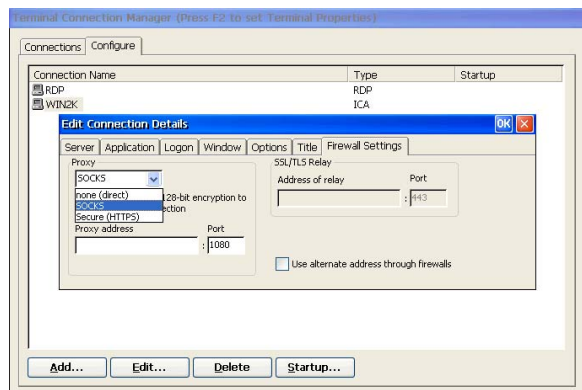 Terminal Connection Manager (Press F2 to set Terminal Properties)
Connections Configure
Connection Name Type Startup
RDP RDP
WIN2K ICA
Edit Connection Details OK
Server Application Logon Window Options Title Firewall Settings
Proxy SSL/TLS Relay
SOCKS Address of relay Port
none (direct) 128-bit encryption to : 443
SOCKS ection
Secure (HTTPS)
Proxy address Port
: 1080
Use alternate address through firewalls
Add... Edit... Delete Startup...